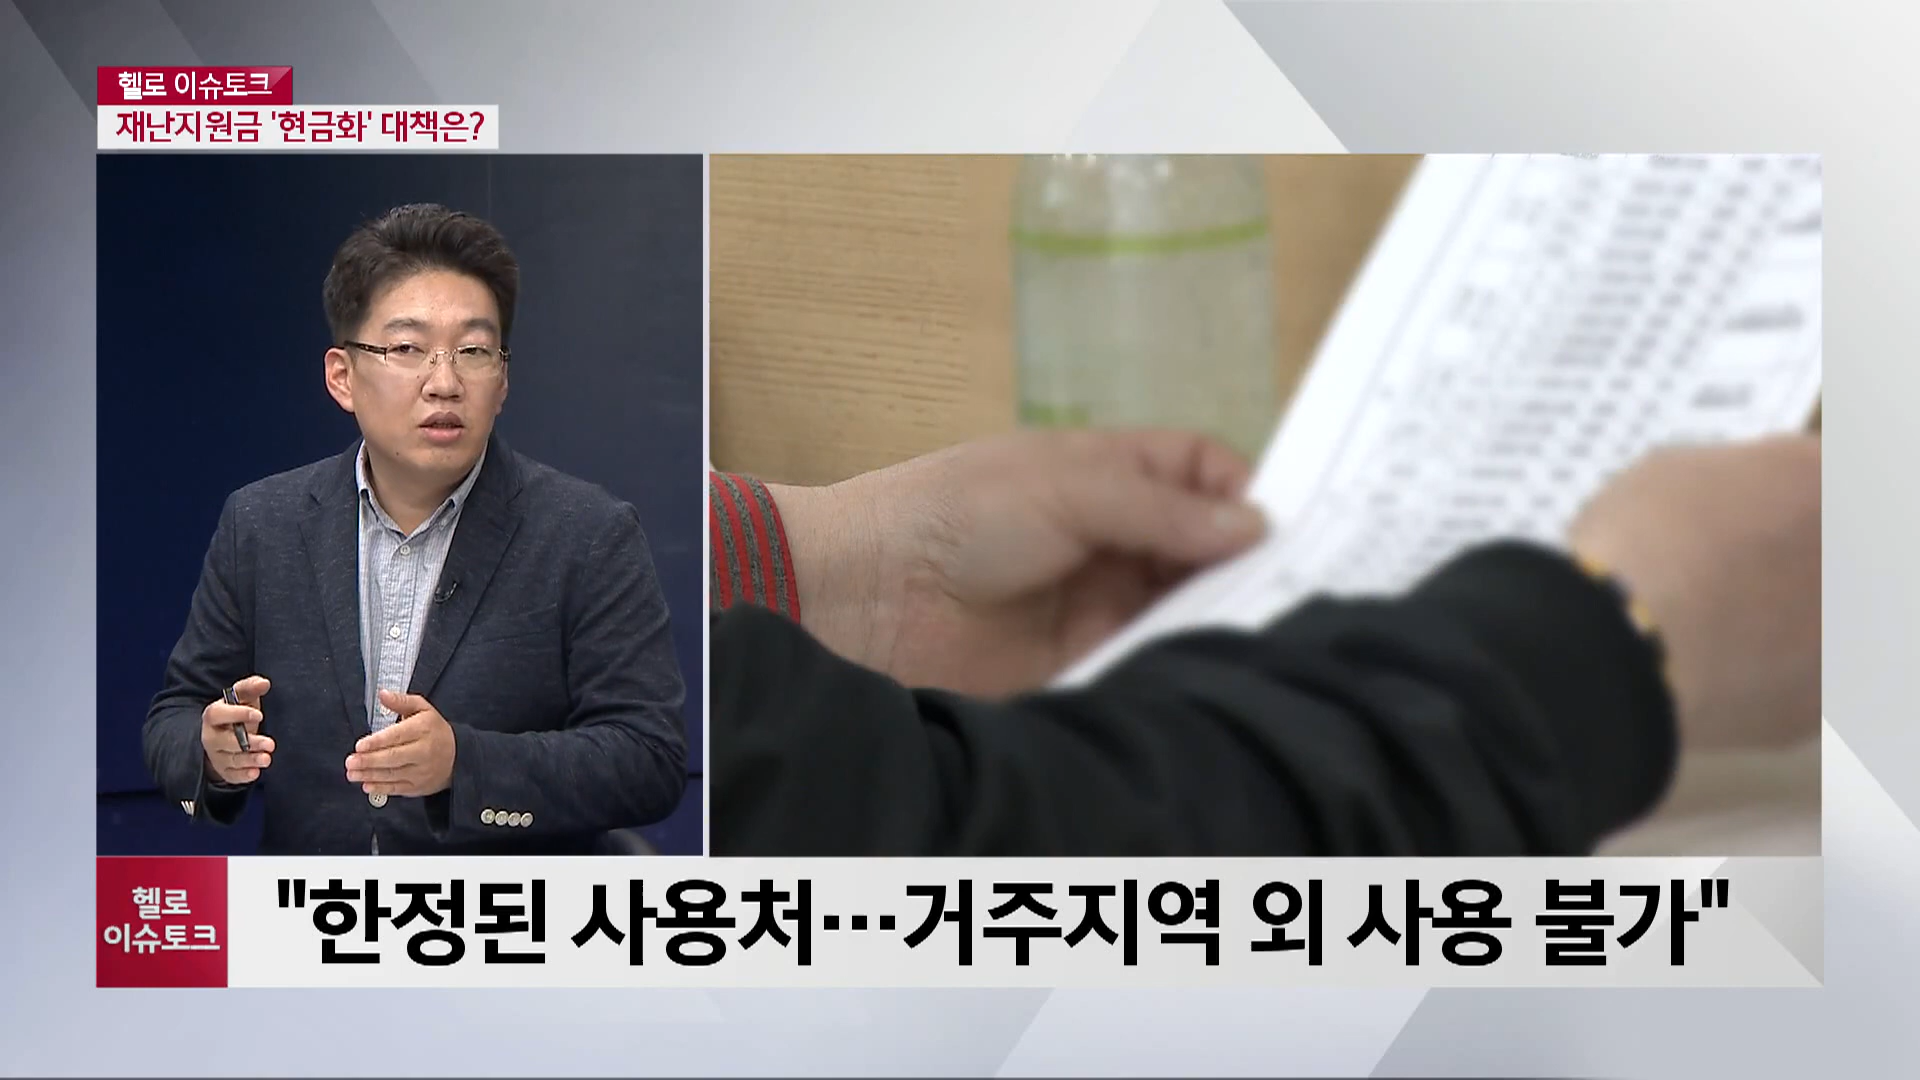 헬로 이슈토크
재난지원금 '현금화' 대책은?
헬로
이슈토크
"한정된 사용처…거주지역 외 사용 불가"